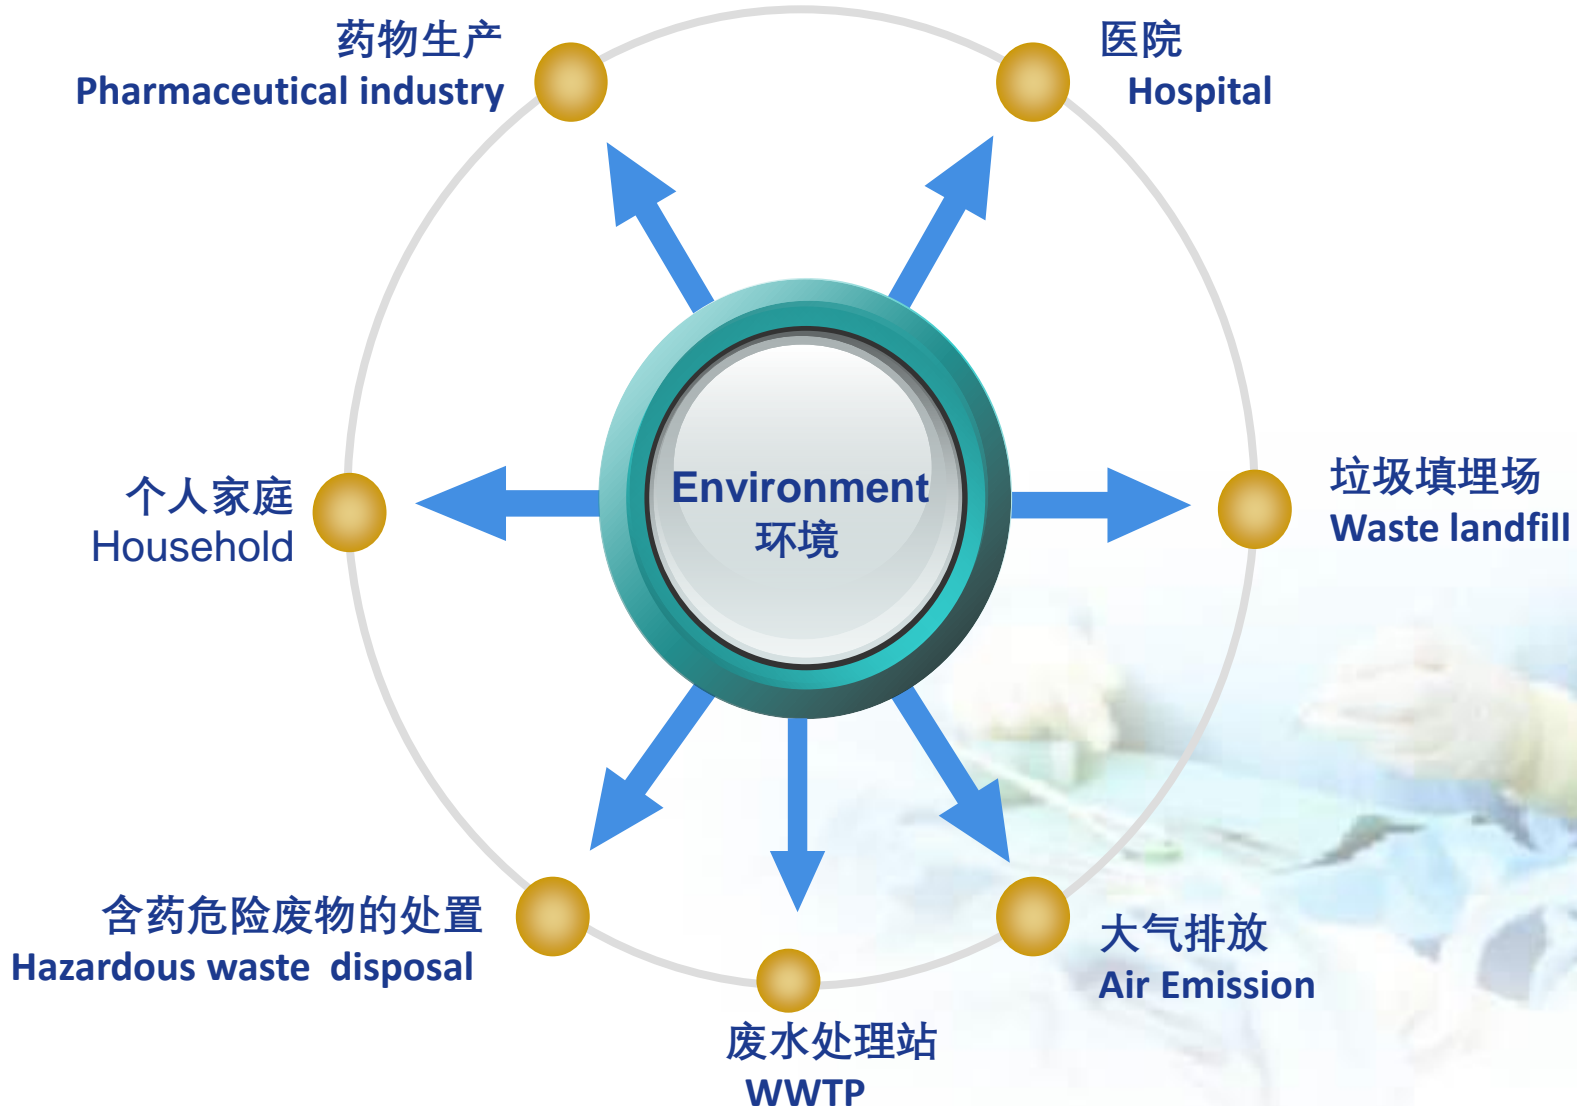 药物生产
Pharmaceutical industry
医院
Hospital
个人家庭
Household
Environment
环境
垃圾填埋场
Waste landfill
含药危险废物的处置
Hazardous waste disposal
大气排放
Air Emission
废水处理站
WWTP